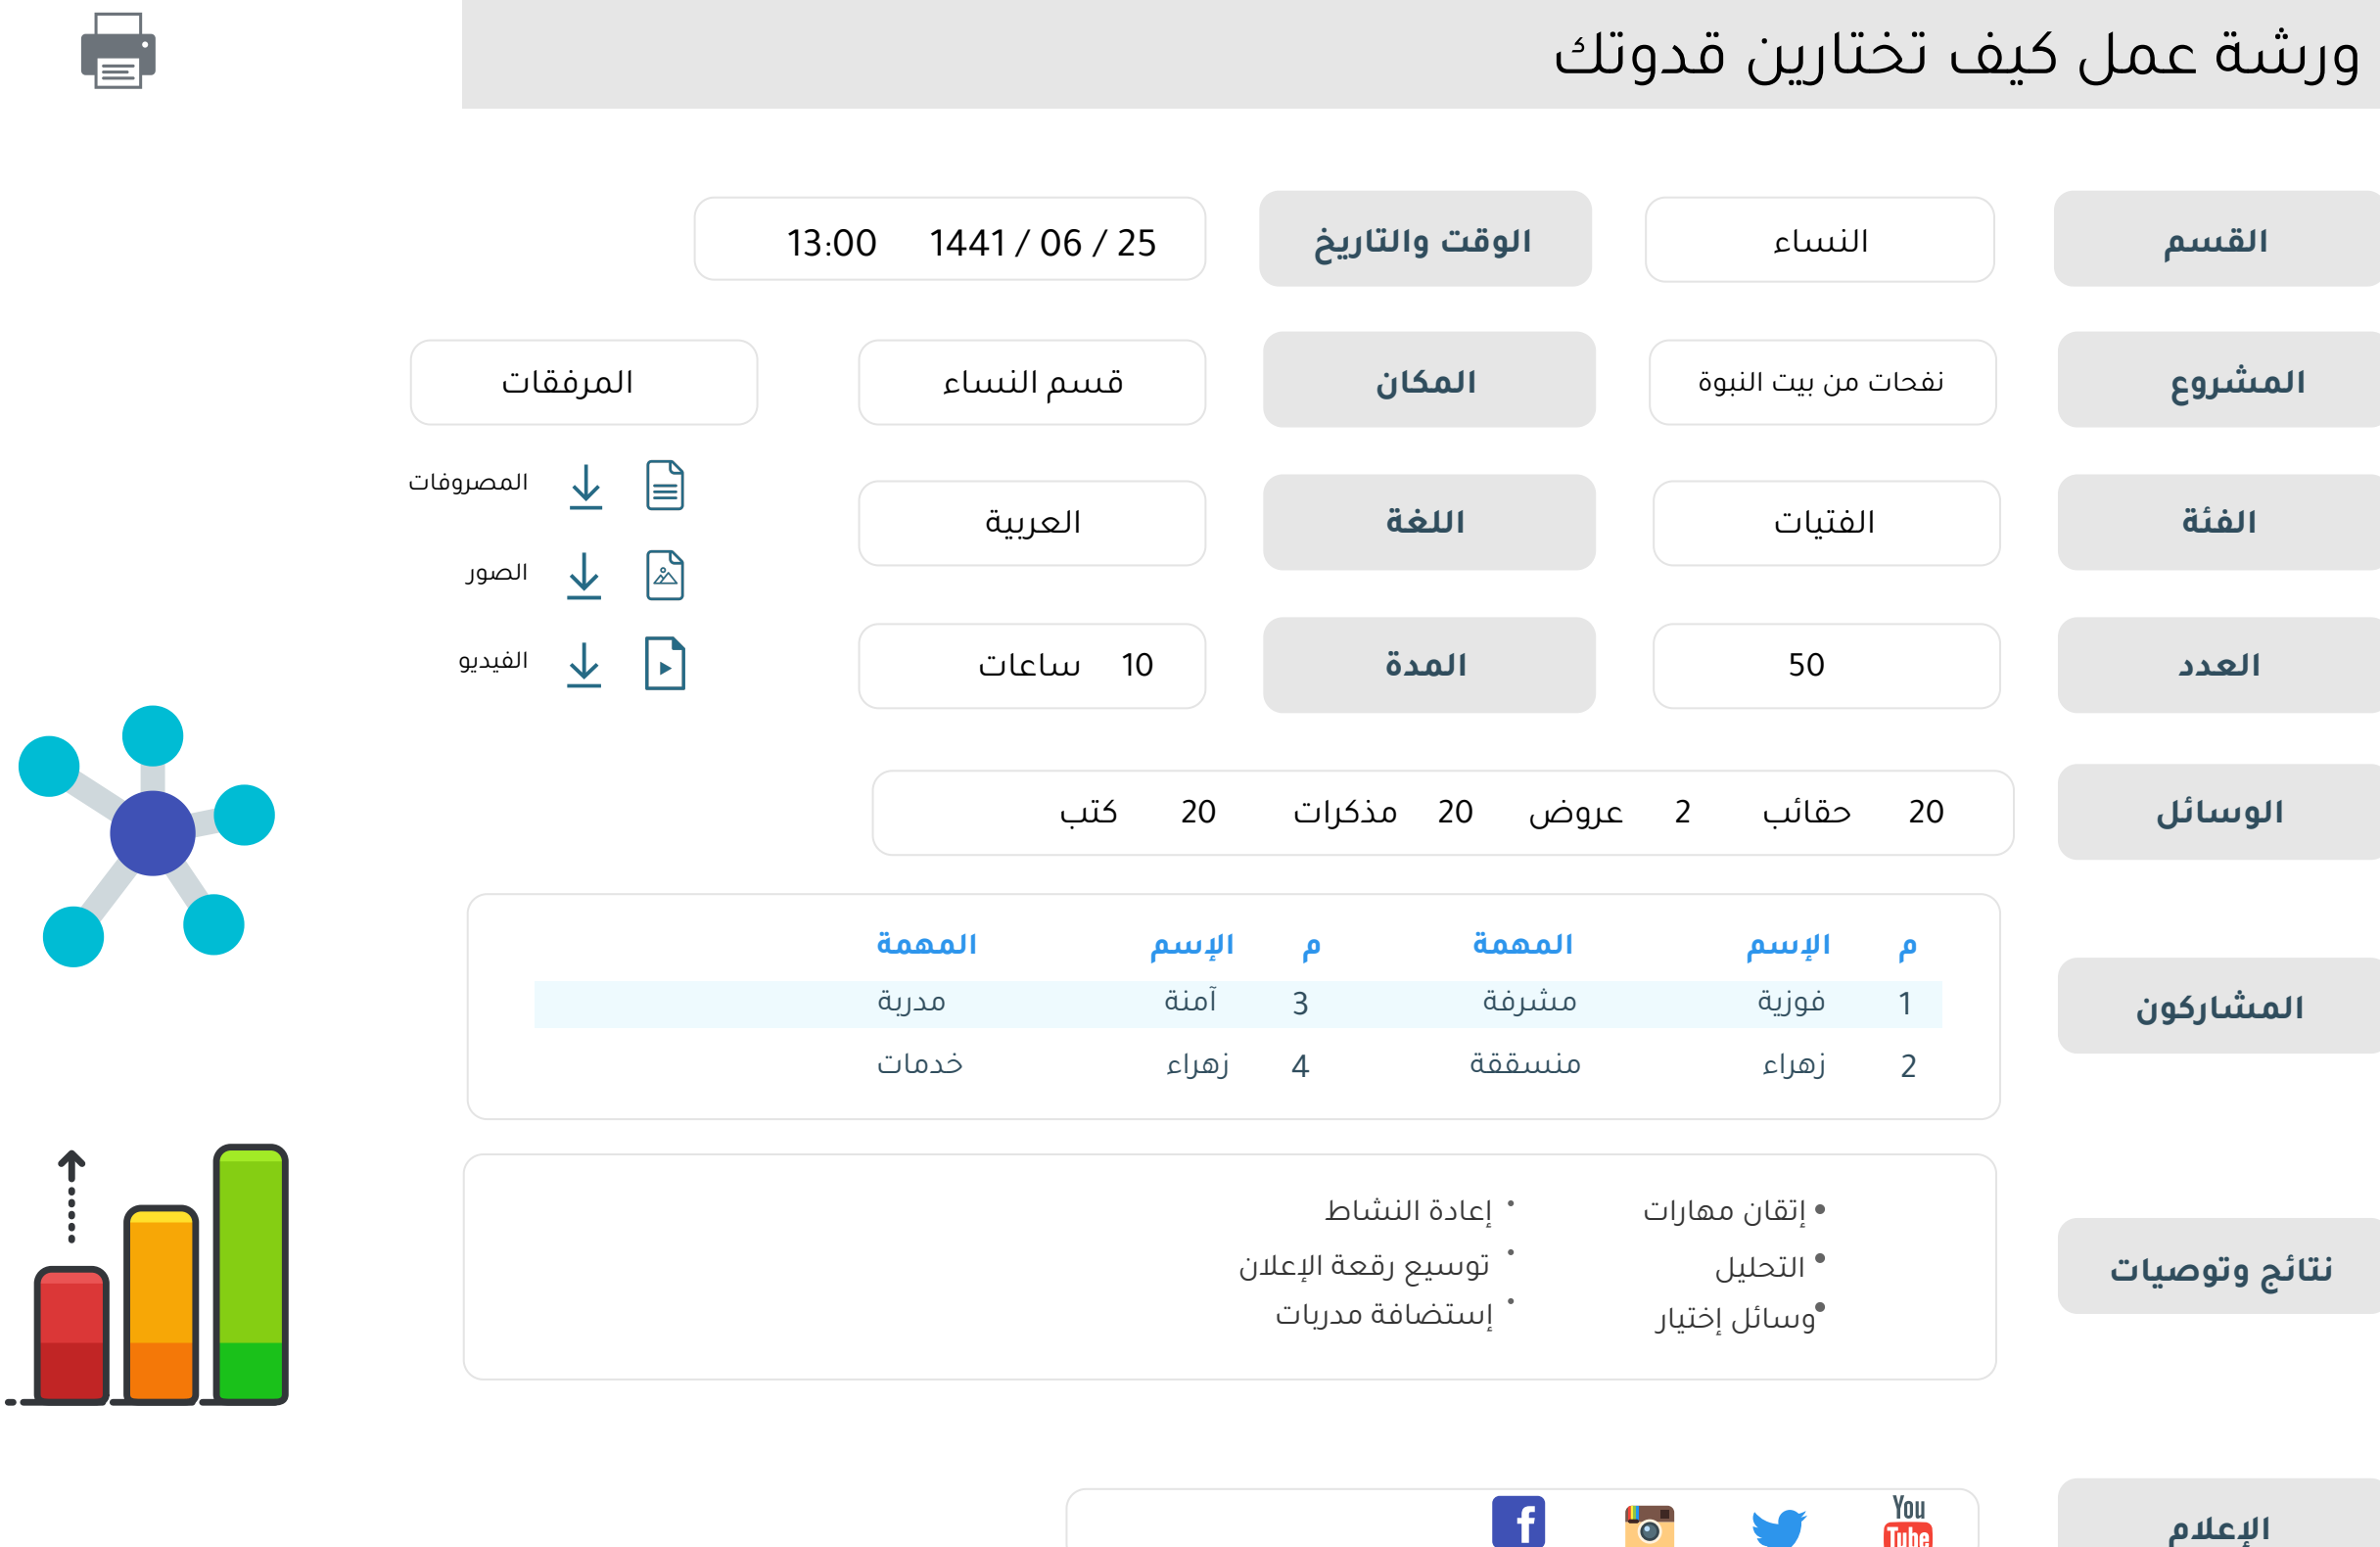 ورشة عمل كيف تختارين قدوتك
القسم النساء الوقت والتاريخ 25 / 06 / 1441 13:00
المشروع نفحات من بيت النبوة المكان قسم النساء المرفقات
المصروفات
الفئة الفتيات اللغة العربية
الصور
العدد 50 المدة 10 ساعات
الفيديو
الوسائل 20 حقائب 2 عروض 20 مذكرات 20 كتب
المشاركون
م الإسم المهمة م الإسم المهمة
1 فوزية مشرفة 3 آمنة مدربة
2 زهراء منسققة 4 زهراء خدمات
نتائج وتوصيات
• إتقان مهارات
• التحليل
•وسائل إختيار
• إعادة النشاط
• توسيع رقعة الإعلان
• إستضافة مدربات
الإعلام
You
Tube